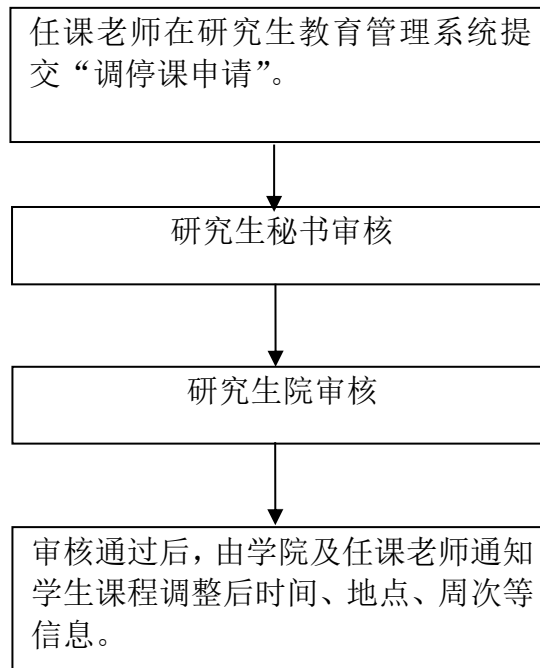 任课老师在研究生教育管理系统提
交“调停课申请”。
研究生秘书审核
研究生院审核
审核通过后，由学院及任课老师通知
学生课程调整后时间、地点、周次等
信息。